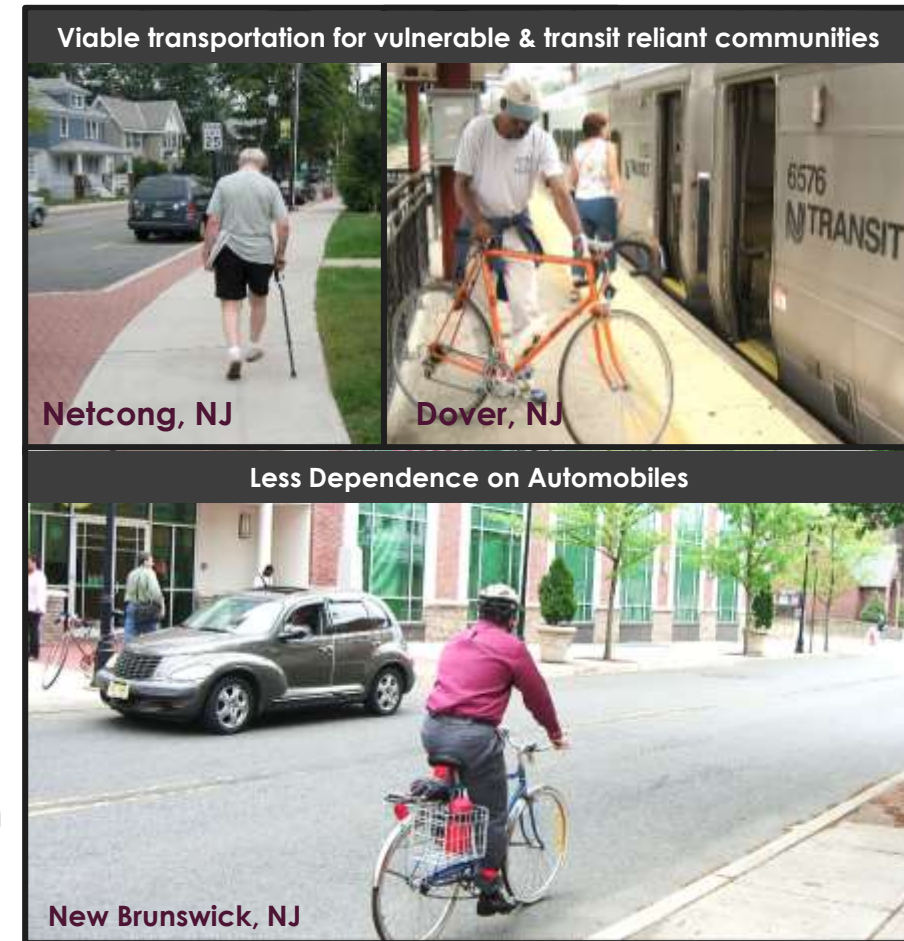 Viable transportation for vulnerable & transit reliant communities
25
6576
NJ TRANSIT
Netcong, NJ
Dover, NJ
Less Dependence on Automobiles
New Brunswick, NJ